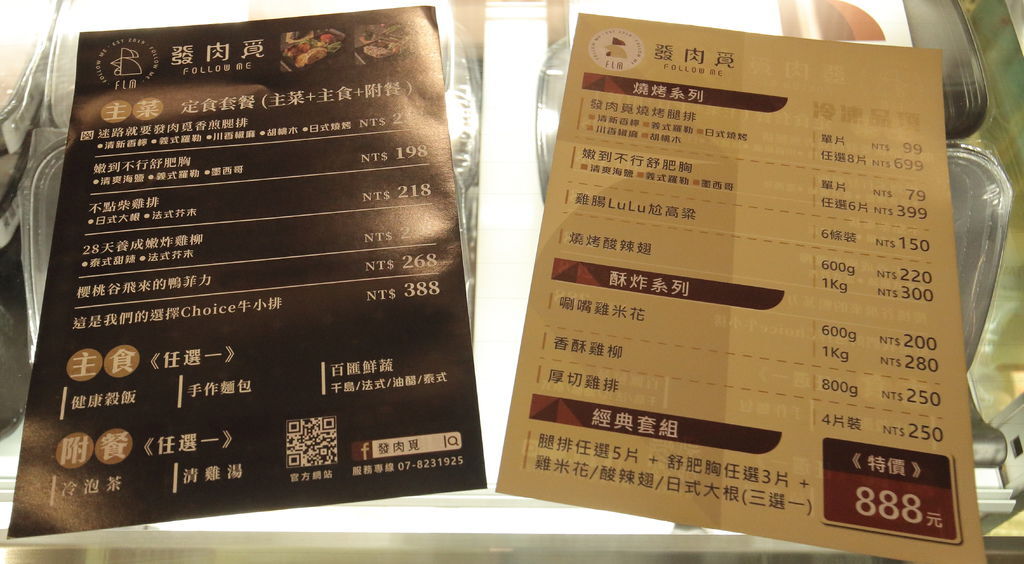 FOLLOW ME · EST 2019 · FOLLOW ME
FLM
發肉覓
FOLLOW ME
主菜 定食套餐(主菜+主食+附餐)
迷路就要發肉覓香煎腿排 NT$ 2
●清新香檸 ●義式羅勒 ●川香椒麻 ●胡桃木 ●日式燒烤
嫩到不行舒肥胸 NT$ 198
●清爽海鹽 ●義式羅勒 ●墨西哥
不點柴雞排 NT$ 218
●日式大根 ●法式芥末
28天養成嫩炸雞柳 NT$ 2
●泰式甜辣 ●法式芥末
櫻桃谷飛來的鴨菲力 NT$ 268
這是我們的選擇Choice牛小排 NT$ 388
主食《任選一》
健康穀飯
手作麵包
百匯鮮蔬
千島/法式/油醋/泰式
附餐《任選一》
冷泡茶
清雞湯
官方網站
f 發肉覓
服務專線 07-8231925
FLM
發肉覓
FOLLOW ME
燒烤系列
發肉覓燒烤腿排
■清新香檸 ■義式羅勒 ■日式燒烤
川香椒麻 ■胡桃木
單片 NT$ 99
任選8片 NT$ 699
嫩到不行舒肥胸
■清爽海鹽 ■義式羅勒 ■墨西哥
單片 NT$ 79
任選6片 NT$ 399
雞腸LuLu尬高粱 6條裝 NT$ 150
燒烤酸辣翅 600g NT$ 220
1Kg NT$ 300
酥炸系列
唰嘴雞米花 600g NT$ 200
1Kg NT$ 280
香酥雞柳 800g NT$ 250
厚切雞排 4片裝 NT$ 250
經典套組
腿排任選5片 + 舒肥胸任選3片 +
雞米花/酸辣翅/日式大根(三選一)
《特價》
888元